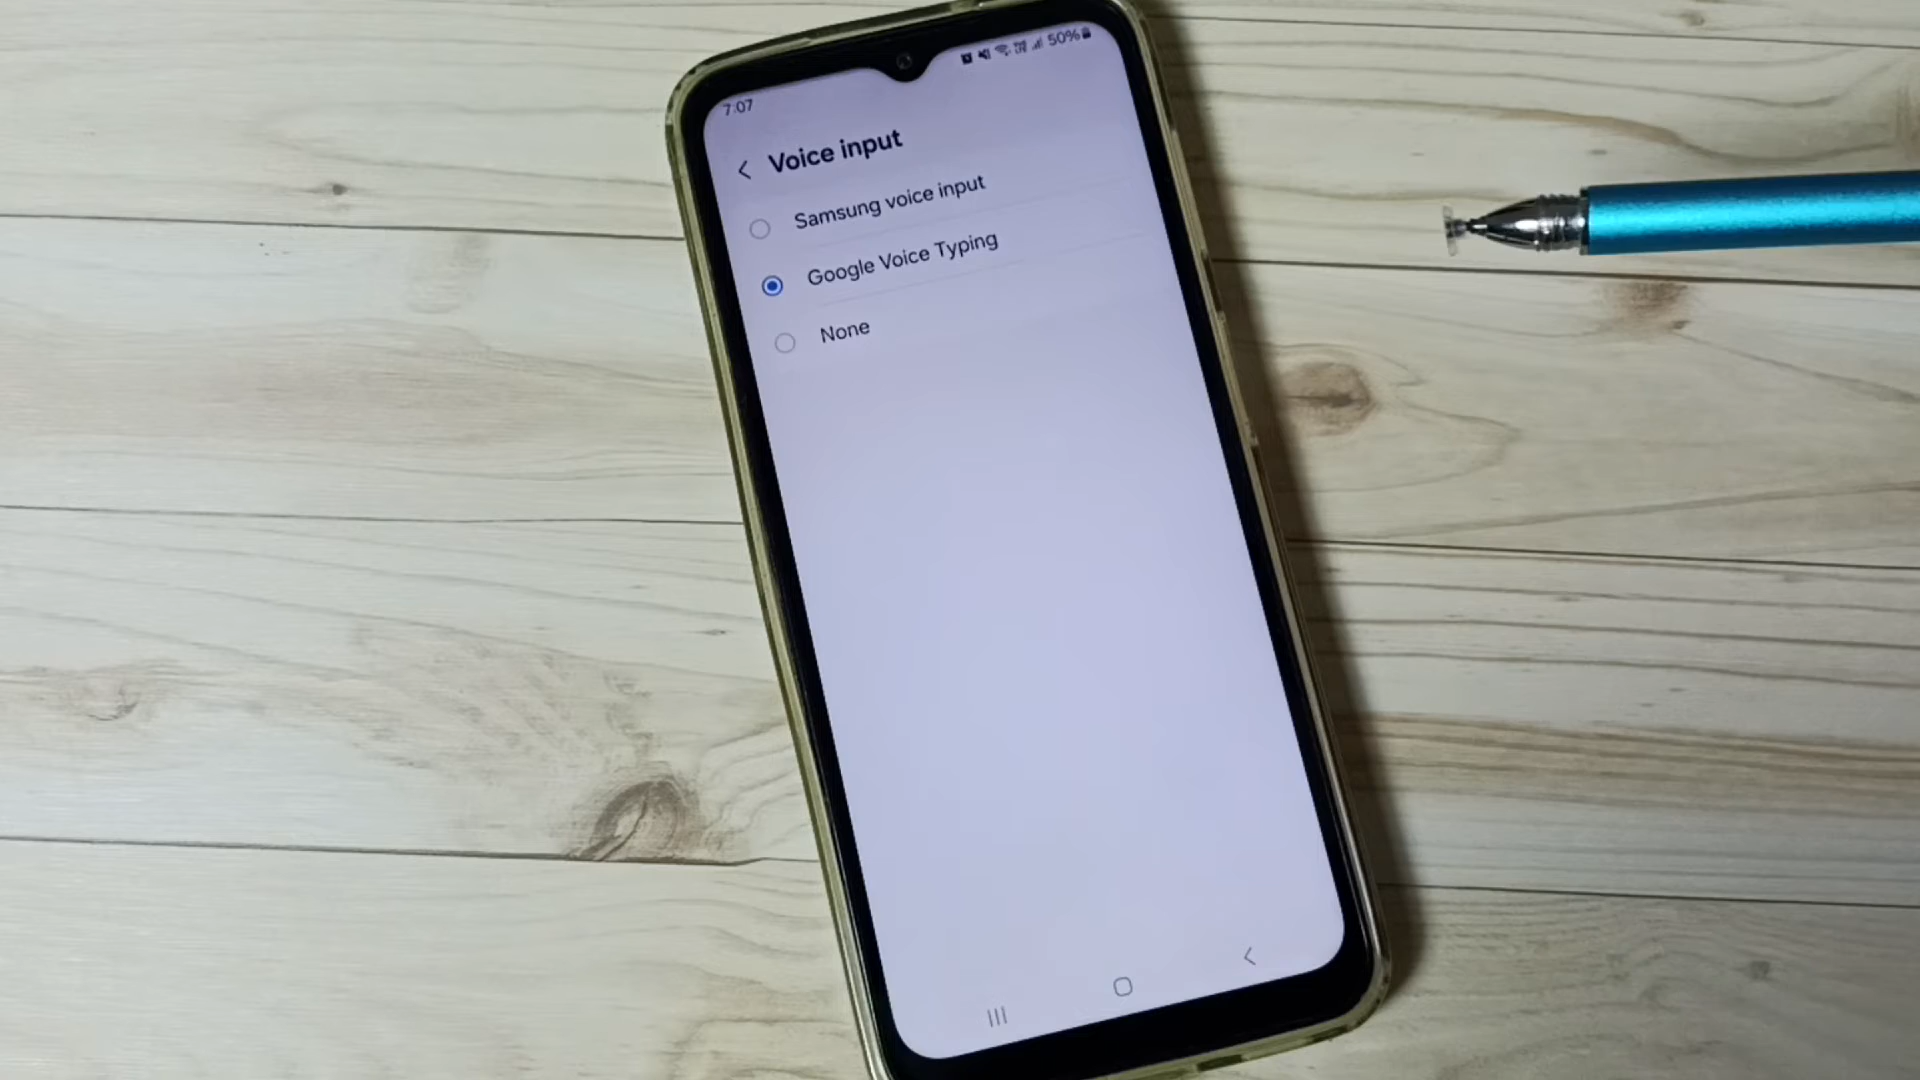 7:07
50%
Voice input
Samsung voice input
Google Voice Typing
None